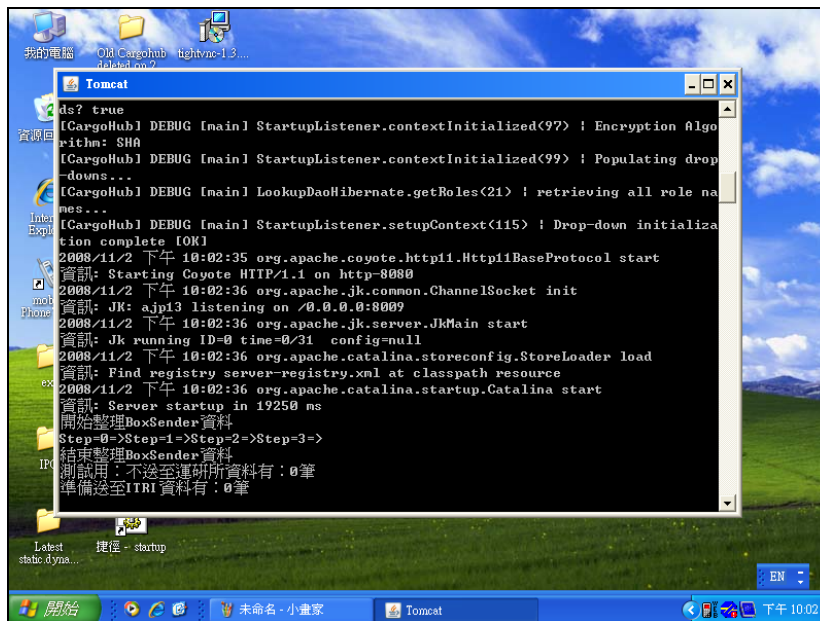 我的電腦
Old Cargohub
deleted on 2
tightvnc-1.3....
資源回
Inter
Explo
mob
Phone
ex
IPC
Latest
static.dyna...
捷徑 - startup
Tomcat
ds? true
[CargoHub] DEBUG [main] StartupListener.contextInitialized(97) | Encryption Algo
rithm: SHA
[CargoHub] DEBUG [main] StartupListener.contextInitialized(99) | Populating drop
-downs...
[CargoHub] DEBUG [main] LookupDaoHibernate.getRoles(21) | retrieving all role na
mes...
[CargoHub] DEBUG [main] StartupListener.setupContext(115) | Drop-down initializa
tion complete [OK]
2008/11/2 下午 10:02:35 org.apache.coyote.http11.Http11BaseProtocol start
資訊: Starting Coyote HTTP/1.1 on http-8080
2008/11/2 下午 10:02:36 org.apache.jk.common.ChannelSocket init
資訊: JK: ajp13 listening on /0.0.0.0:8009
2008/11/2 下午 10:02:36 org.apache.jk.server.JkMain start
資訊: Jk running ID=0 time=0/31  config=null
2008/11/2 下午 10:02:36 org.apache.catalina.storeconfig.StoreLoader load
資訊: Find registry server-registry.xml at classpath resource
2008/11/2 下午 10:02:36 org.apache.catalina.startup.Catalina start
資訊: Server startup in 19250 ms
開始整理BoxSender資料
Step=0=>Step=1=>Step=2=>Step=3=>
結束整理BoxSender資料
測試用：不送至運研所資料有：0筆
準備送至ITRI資料有：0筆
EN
開始
未命名 - 小畫家
Tomcat
下午 10:02